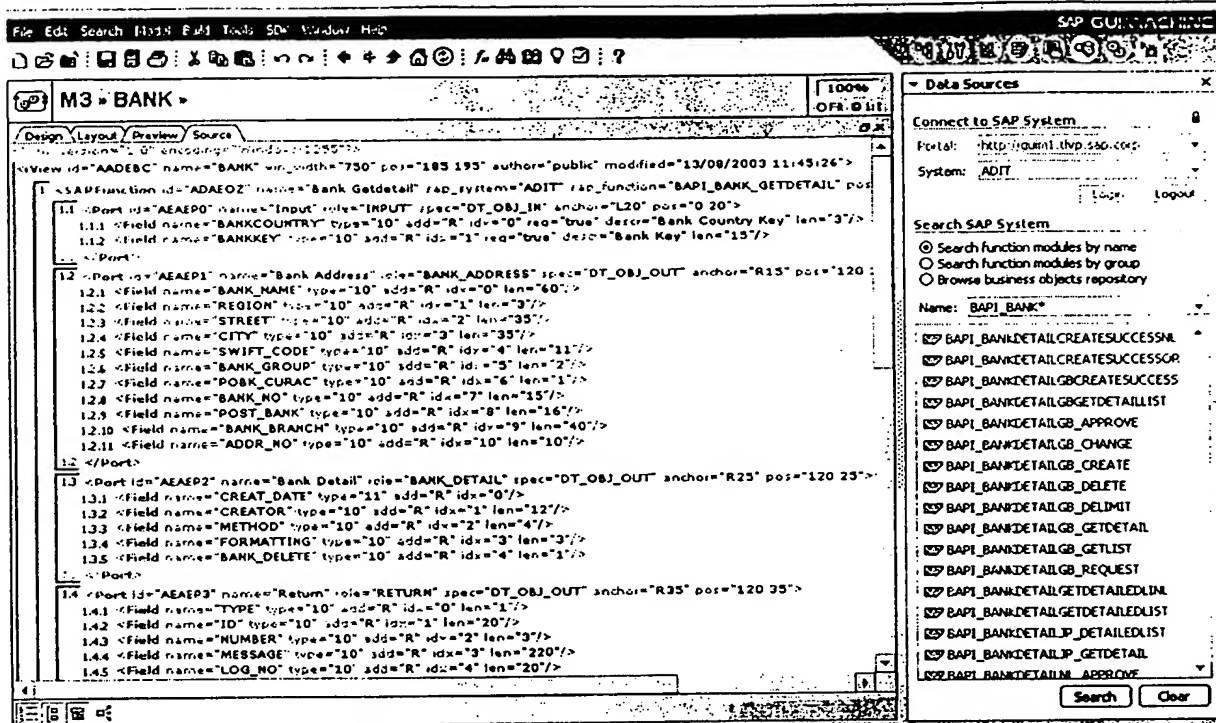 File Edit Search Model Build Tools SDK Window Help
SAP GUI MACHINE
M3 » BANK »
100%
Design Layout Preview Source
<View id="AADEBC" name="BANK" win_width="750" pos="185 195" author="public" modified="13/08/2003 11:45:26">
1 <SAPFunction id="ADAEOZ" name="Bank Getdetail" sap_system="ADIT" sap_function="BAPI_BANK_GETDETAIL" pos
1.1 <Port id="AEAEP0" name="Input" role="INPUT" spec="DT_OBJ_IN" anchor="L20" pos="0 20">
1.1.1 <Field name="BANKCOUNTRY" type="10" add="R" idx="0" req="true" descr="Bank Country Key" len="3"/>
1.1.2 <Field name="BANKKEY" type="10" add="R" idx="1" req="true" descr="Bank Key" len="15"/>
</Port>
1.2 <Port id="AEAEP1" name="Bank Address" role="BANK_ADDRESS" spec="DT_OBJ_OUT" anchor="R15" pos="120
1.2.1 <Field name="BANK_NAME" type="10" add="R" idx="0" len="60"/>
1.2.2 <Field name="REGION" type="10" add="R" idx="1" len="3"/>
1.2.3 <Field name="STREET" type="10" add="R" idx="2" len="35"/>
1.2.4 <Field name="CITY" type="10" add="R" idx="3" len="35"/>
1.2.5 <Field name="SWIFT_CODE" type="10" add="R" idx="4" len="11"/>
1.2.6 <Field name="BANK_GROUP" type="10" add="R" idx="5" len="2"/>
1.2.7 <Field name="POBK_CURAC" type="10" add="R" idx="6" len="1"/>
1.2.8 <Field name="BANK_NO" type="10" add="R" idx="7" len="15"/>
1.2.9 <Field name="POST_BANK" type="10" add="R" idx="8" len="16"/>
1.2.10 <Field name="BANK_BRANCH" type="10" add="R" idx="9" len="40"/>
1.2.11 <Field name="ADDR_NO" type="10" add="R" idx="10" len="10"/>
1.2 </Port>
1.3 <Port id="AEAEP2" name="Bank Detail" role="BANK_DETAIL" spec="DT_OBJ_OUT" anchor="R25" pos="120 25">
1.3.1 <Field name="CREAT_DATE" type="11" add="R" idx="0"/>
1.3.2 <Field name="CREATOR" type="10" add="R" idx="1" len="12"/>
1.3.3 <Field name="METHOD" type="10" add="R" idx="2" len="4"/>
1.3.4 <Field name="FORMATTING" type="10" add="R" idx="3" len="3"/>
1.3.5 <Field name="BANK_DELETE" type="10" add="R" idx="4" len="1"/>
</Port>
1.4 <Port id="AEAEP3" name="Return" role="RETURN" spec="DT_OBJ_OUT" anchor="R35" pos="120 35">
1.4.1 <Field name="TYPE" type="10" add="R" idx="0" len="1"/>
1.4.2 <Field name="ID" type="10" add="R" idx="1" len="20"/>
1.4.3 <Field name="NUMBER" type="10" add="R" idx="2" len="3"/>
1.4.4 <Field name="MESSAGE" type="10" add="R" idx="3" len="220"/>
1.4.5 <Field name="LOG_NO" type="10" add="R" idx="4" len="20"/>
Data Sources
Connect to SAP System
Portal:
System: ADIT
Login Logout
Search SAP System
Search function modules by name
Search function modules by group
Browse business objects repository
Name: BAPI_BANK*
BAPI_BANKDETAILCREATESUCCESSNL
BAPI_BANKDETAILCREATESUCCESSOR
BAPI_BANKDETAILGBCREATESUCCESS
BAPI_BANKDETAILGBGETDETAILLIST
BAPI_BANKDETAILGB_APPROVE
BAPI_BANKDETAILGB_CHANGE
BAPI_BANKDETAILGB_CREATE
BAPI_BANKDETAILGB_DELETE
BAPI_BANKDETAILGB_DELIMIT
BAPI_BANKDETAILGB_GETDETAIL
BAPI_BANKDETAILGB_GETLIST
BAPI_BANKDETAILGB_REQUEST
BAPI_BANKDETAILGETDETAILEDLINL
BAPI_BANKDETAILGETDETAILEDLIST
BAPI_BANKDETAILJP_DETAILEDLIST
BAPI_BANKDETAILJP_GETDETAIL
BAPI_BANKDETAILNL_APPROVE
Search Clear